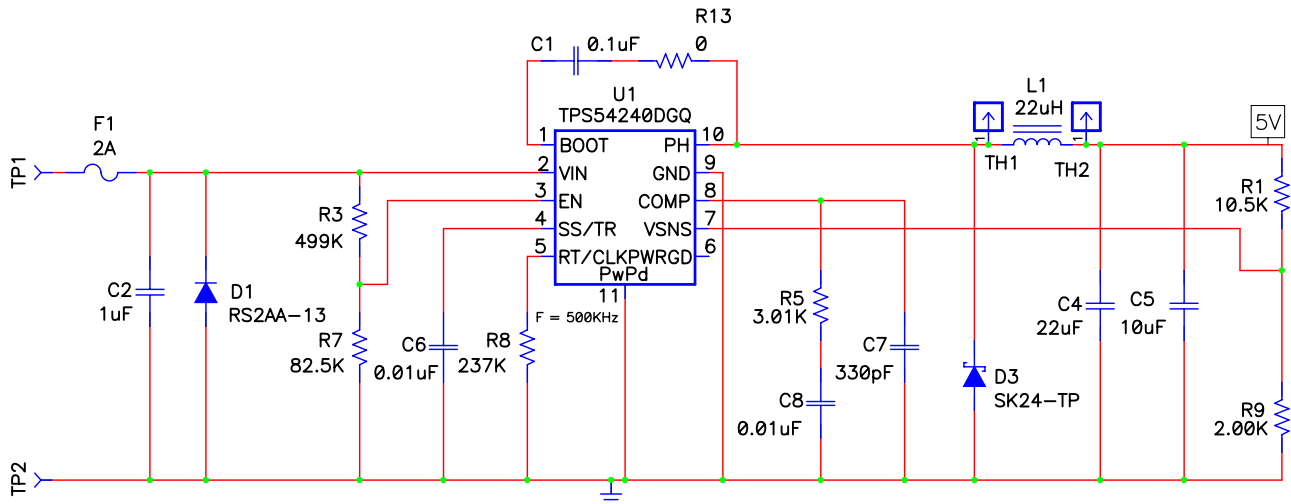 R13
C1
0.1uF
0
U1
TPS54240DGQ
L1
22uH
5V
F1
2A
1
BOOT
PH
10
1
TH1
1
TH2
TP1
2
VIN
GND
9
3
EN
COMP
8
R3
499K
R1
10.5K
4
SS/TR
VSNS
7
5
RT/CLKPWRGD
6
PwPd
11
C2
1uF
D1
RS2AA-13
F = 500KHz
R5
3.01K
C4
22uF
C5
10uF
R7
82.5K
C6
0.01uF
R8
237K
C7
330pF
D3
SK24-TP
C8
0.01uF
R9
2.00K
TP2